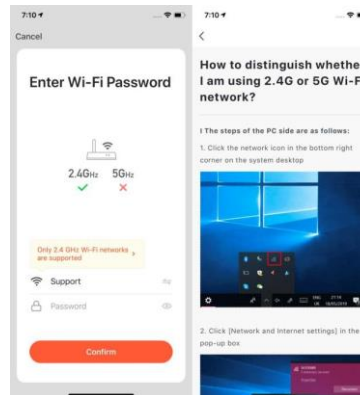 7:10
Cancel
Enter Wi-Fi Password
2.4GHz 5GHz
Only 2.4 GHz Wi-Fi networks
are supported
Support
Password
Confirm
7:10
How to distinguish whethe
I am using 2.4G or 5G Wi-F
network?
I The steps of the PC side are as follows:
1. Click the network icon in the bottom right
corner on the system desktop
2. Click [Network and Internet settings] in the
pop-up box